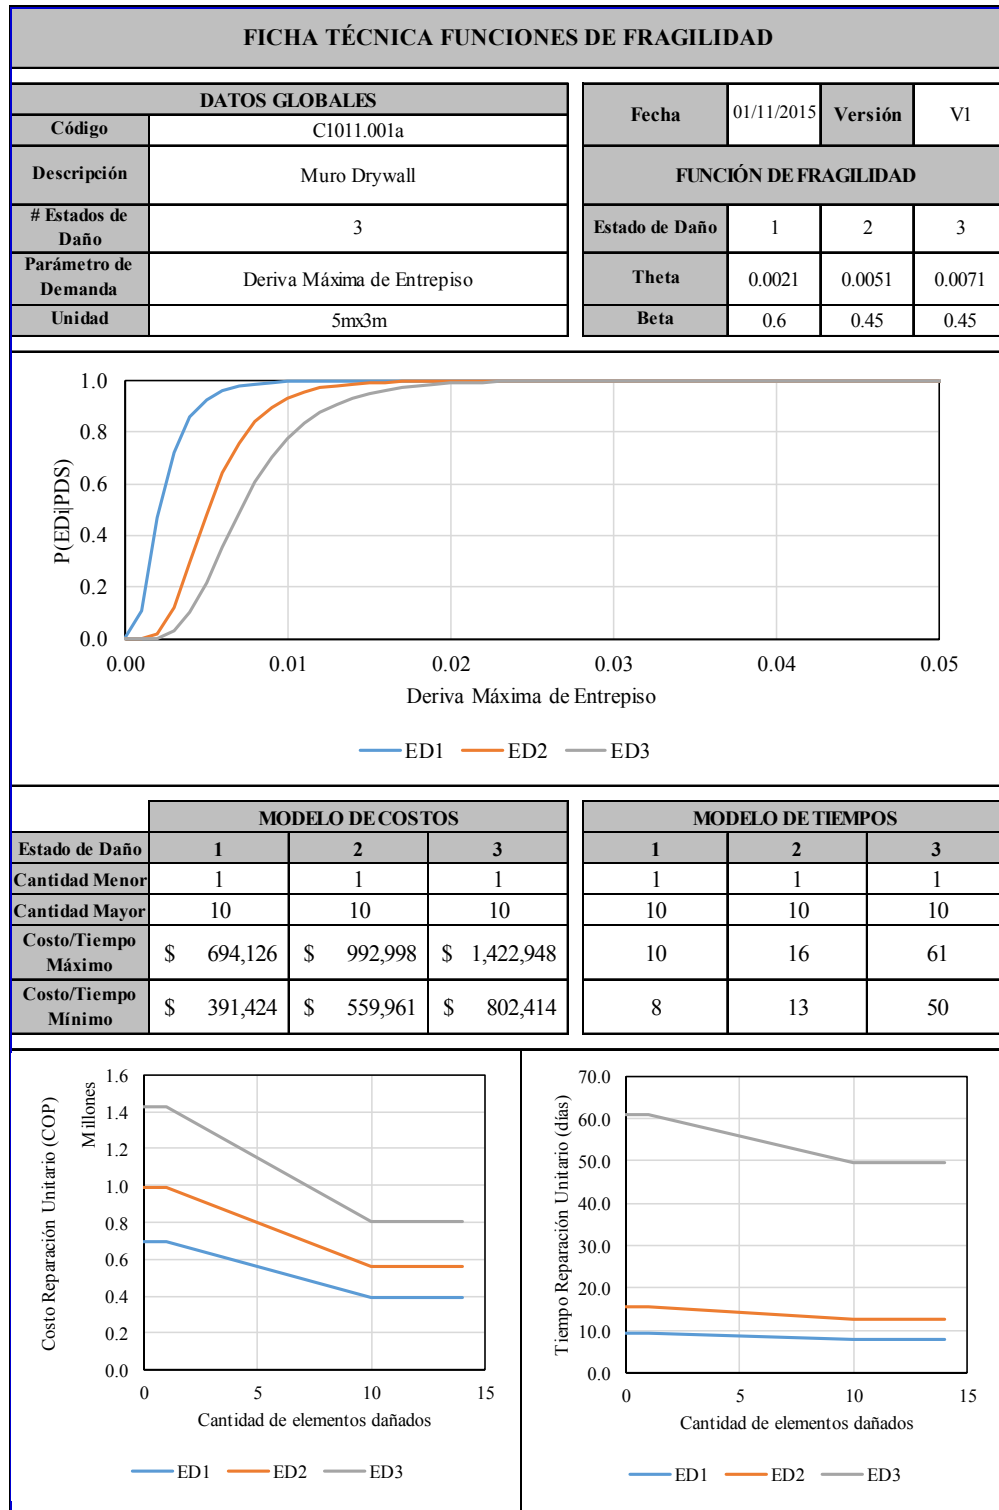 FICHA TÉCNICA FUNCIONES DE FRAGILIDAD
DATOS GLOBALES
Código C1011.001a
Descripción Muro Drywall
# Estados de Daño 3
Parámetro de Demanda Deriva Máxima de Entrepiso
Unidad 5mx3m
Fecha 01/11/2015 Versión V1
FUNCIÓN DE FRAGILIDAD
Estado de Daño 1 2 3
Theta 0.0021 0.0051 0.0071
Beta 0.6 0.45 0.45
P(EDi|PDS)
1.0
0.8
0.6
0.4
0.2
0.0
0.00 0.01 0.02 0.03 0.04 0.05
Deriva Máxima de Entrepiso
ED1 ED2 ED3
MODELO DE COSTOS MODELO DE TIEMPOS
Estado de Daño 1 2 3 1 2 3
Cantidad Menor 1 1 1 1 1 1
Cantidad Mayor 10 10 10 10 10 10
Costo/Tiempo Máximo $ 694,126 $ 992,998 $ 1,422,948 10 16 61
Costo/Tiempo Mínimo $ 391,424 $ 559,961 $ 802,414 8 13 50
Costo Reparación Unitario (COP)
Millones
1.6
1.4
1.2
1.0
0.8
0.6
0.4
0.2
0.0
0 5 10 15
Cantidad de elementos dañados
ED1 ED2 ED3
Tiempo Reparación Unitario (días)
70.0
60.0
50.0
40.0
30.0
20.0
10.0
0.0
0 5 10 15
Cantidad de elementos dañados
ED1 ED2 ED3